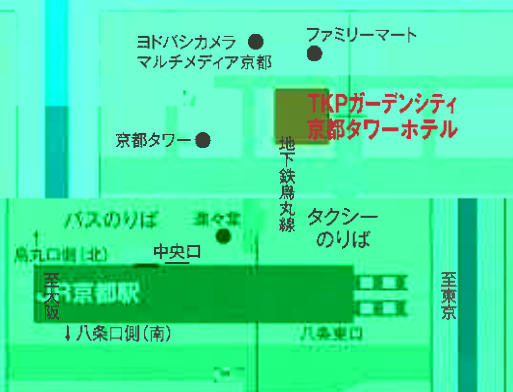 ヨドバシカメラ
マルチメディア京都
ファミリーマート
TKPガーデンシティ
京都タワーホテル
京都タワー
地下鉄烏丸線
バスのりば
タクシー
のりば
烏丸口側(北)
中央口
至大阪
JR京都駅
至東京
↓八条口側(南)
八条東口